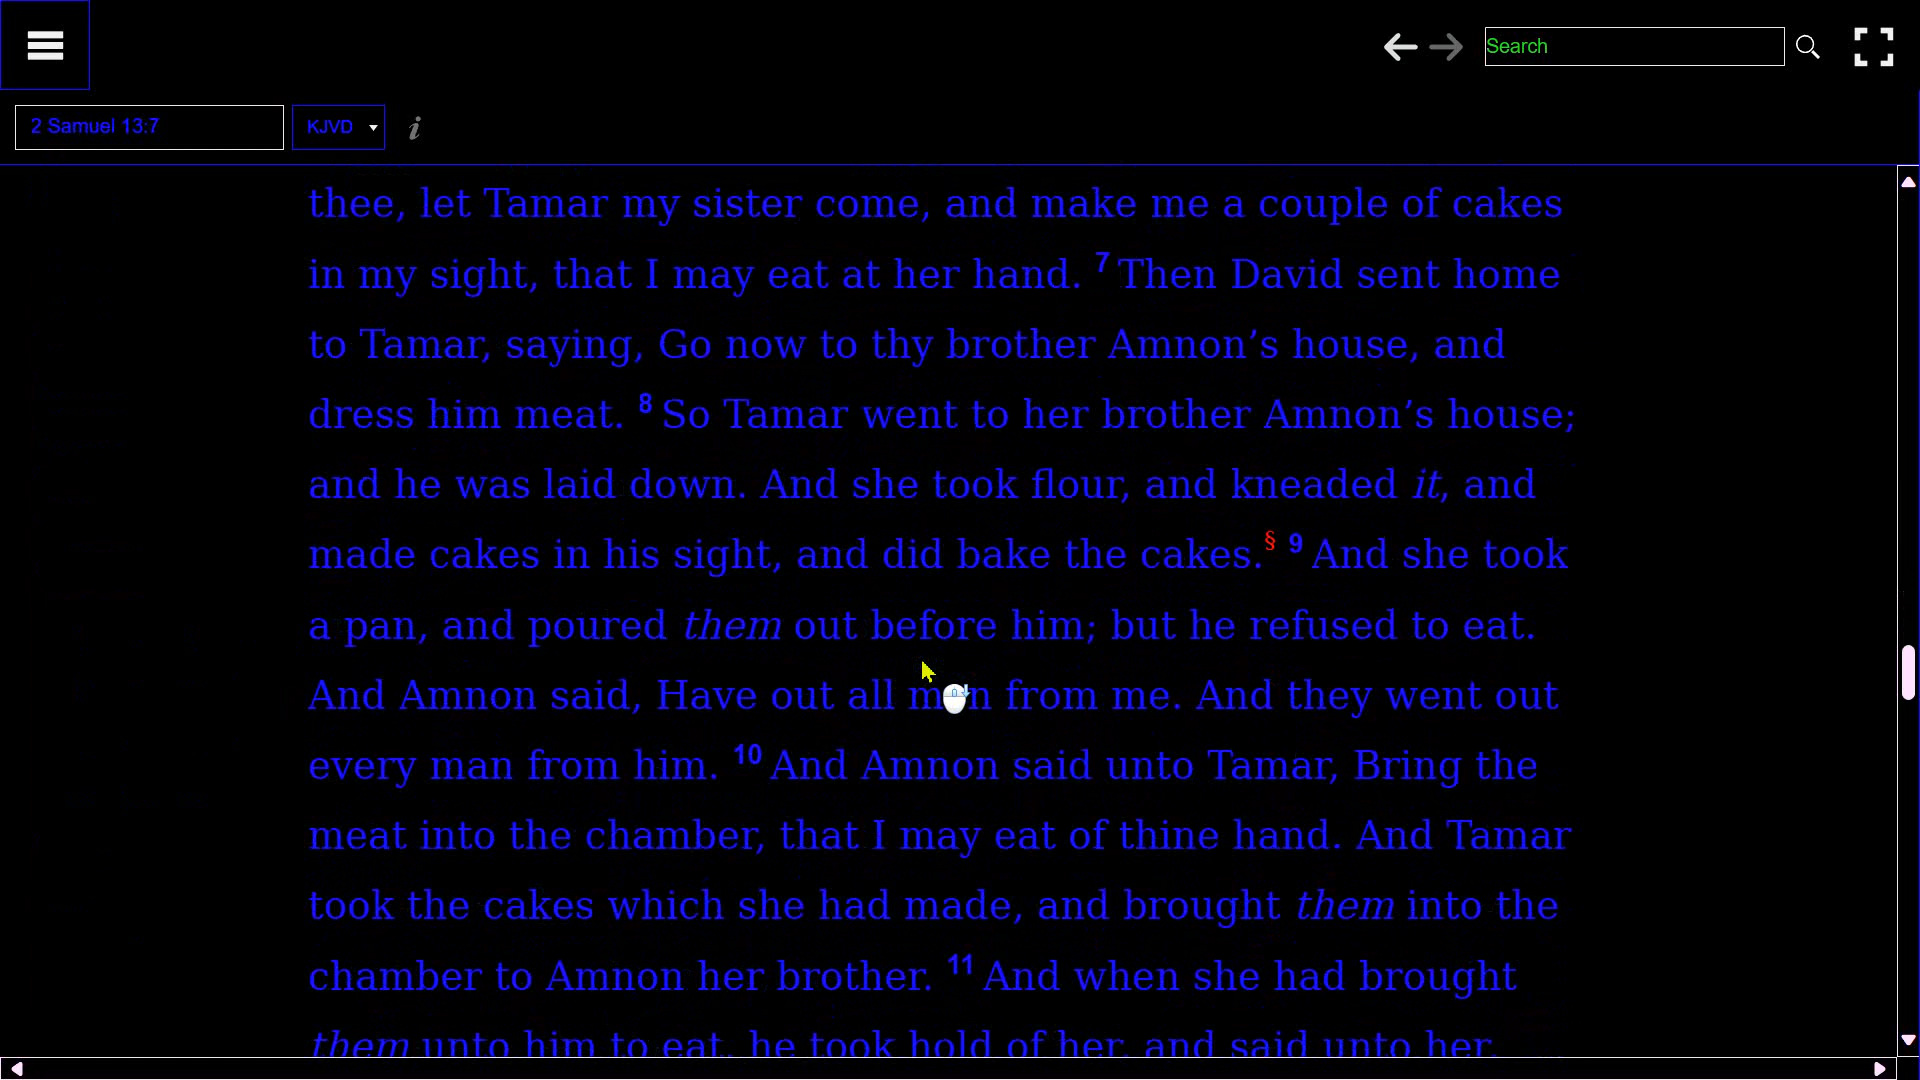 Search
2 Samuel 13:7 KJVD i
thee, let Tamar my sister come, and make me a couple of cakes
in my sight, that I may eat at her hand. 7 Then David sent home
to Tamar, saying, Go now to thy brother Amnon’s house, and
dress him meat. 8 So Tamar went to her brother Amnon’s house;
and he was laid down. And she took flour, and kneaded it, and
made cakes in his sight, and did bake the cakes.§ 9 And she took
a pan, and poured them out before him; but he refused to eat.
And Amnon said, Have out all men from me. And they went out
every man from him. 10 And Amnon said unto Tamar, Bring the
meat into the chamber, that I may eat of thine hand. And Tamar
took the cakes which she had made, and brought them into the
chamber to Amnon her brother. 11 And when she had brought
them unto him to eat, he took hold of her, and said unto her,